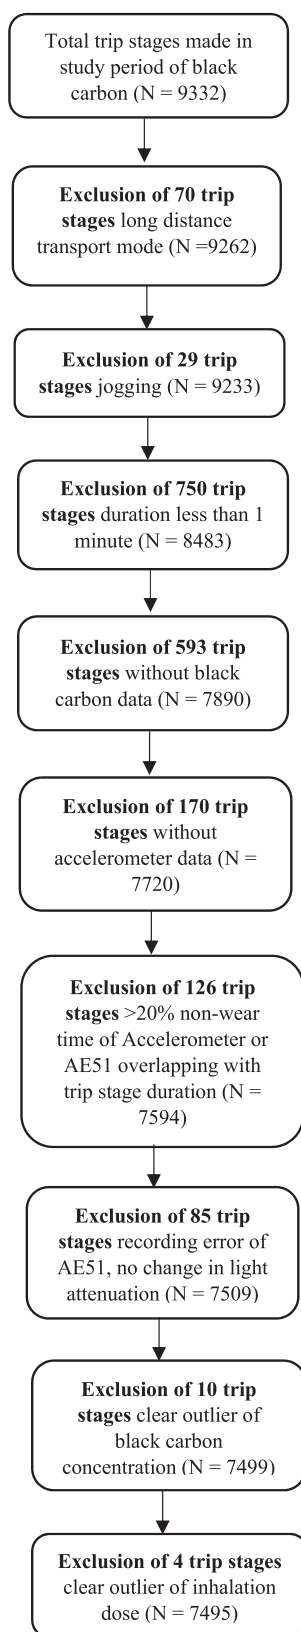 Total trip stages made in
study period of black
carbon (N = 9332)
Exclusion of 70 trip
stages long distance
transport mode (N =9262)
Exclusion of 29 trip
stages jogging (N = 9233)
Exclusion of 750 trip
stages duration less than 1
minute (N = 8483)
Exclusion of 593 trip
stages without black
carbon data (N = 7890)
Exclusion of 170 trip
stages without
accelerometer data (N =
7720)
Exclusion of 126 trip
stages >20% non-wear
time of Accelerometer or
AE51 overlapping with
trip stage duration (N =
7594)
Exclusion of 85 trip
stages recording error of
AE51, no change in light
attenuation (N = 7509)
Exclusion of 10 trip
stages clear outlier of
black carbon
concentration (N = 7499)
Exclusion of 4 trip stages
clear outlier of inhalation
dose (N = 7495)